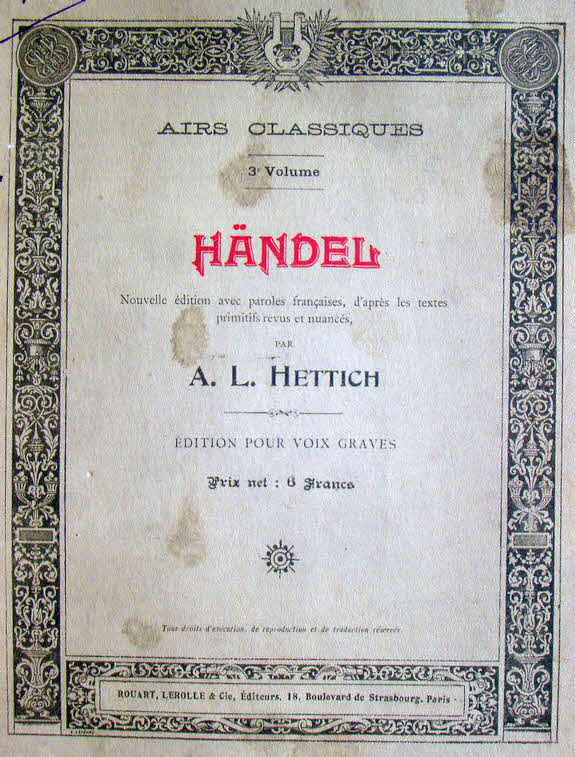 AIRS CLASSIQUES
3e Volume
HÄNDEL
Nouvelle édition avec paroles françaises, d'après les textes
primitifs revus et nuancés,
PAR
A. L. HETTICH
ÉDITION POUR VOIX GRAVES
Prix net : 6 Francs
Tous droits d'exécution, de reproduction et de traduction réservés.
ROUART, LEROLLE & Cie, Éditeurs. 18, Boulevard de Strasbourg. Paris